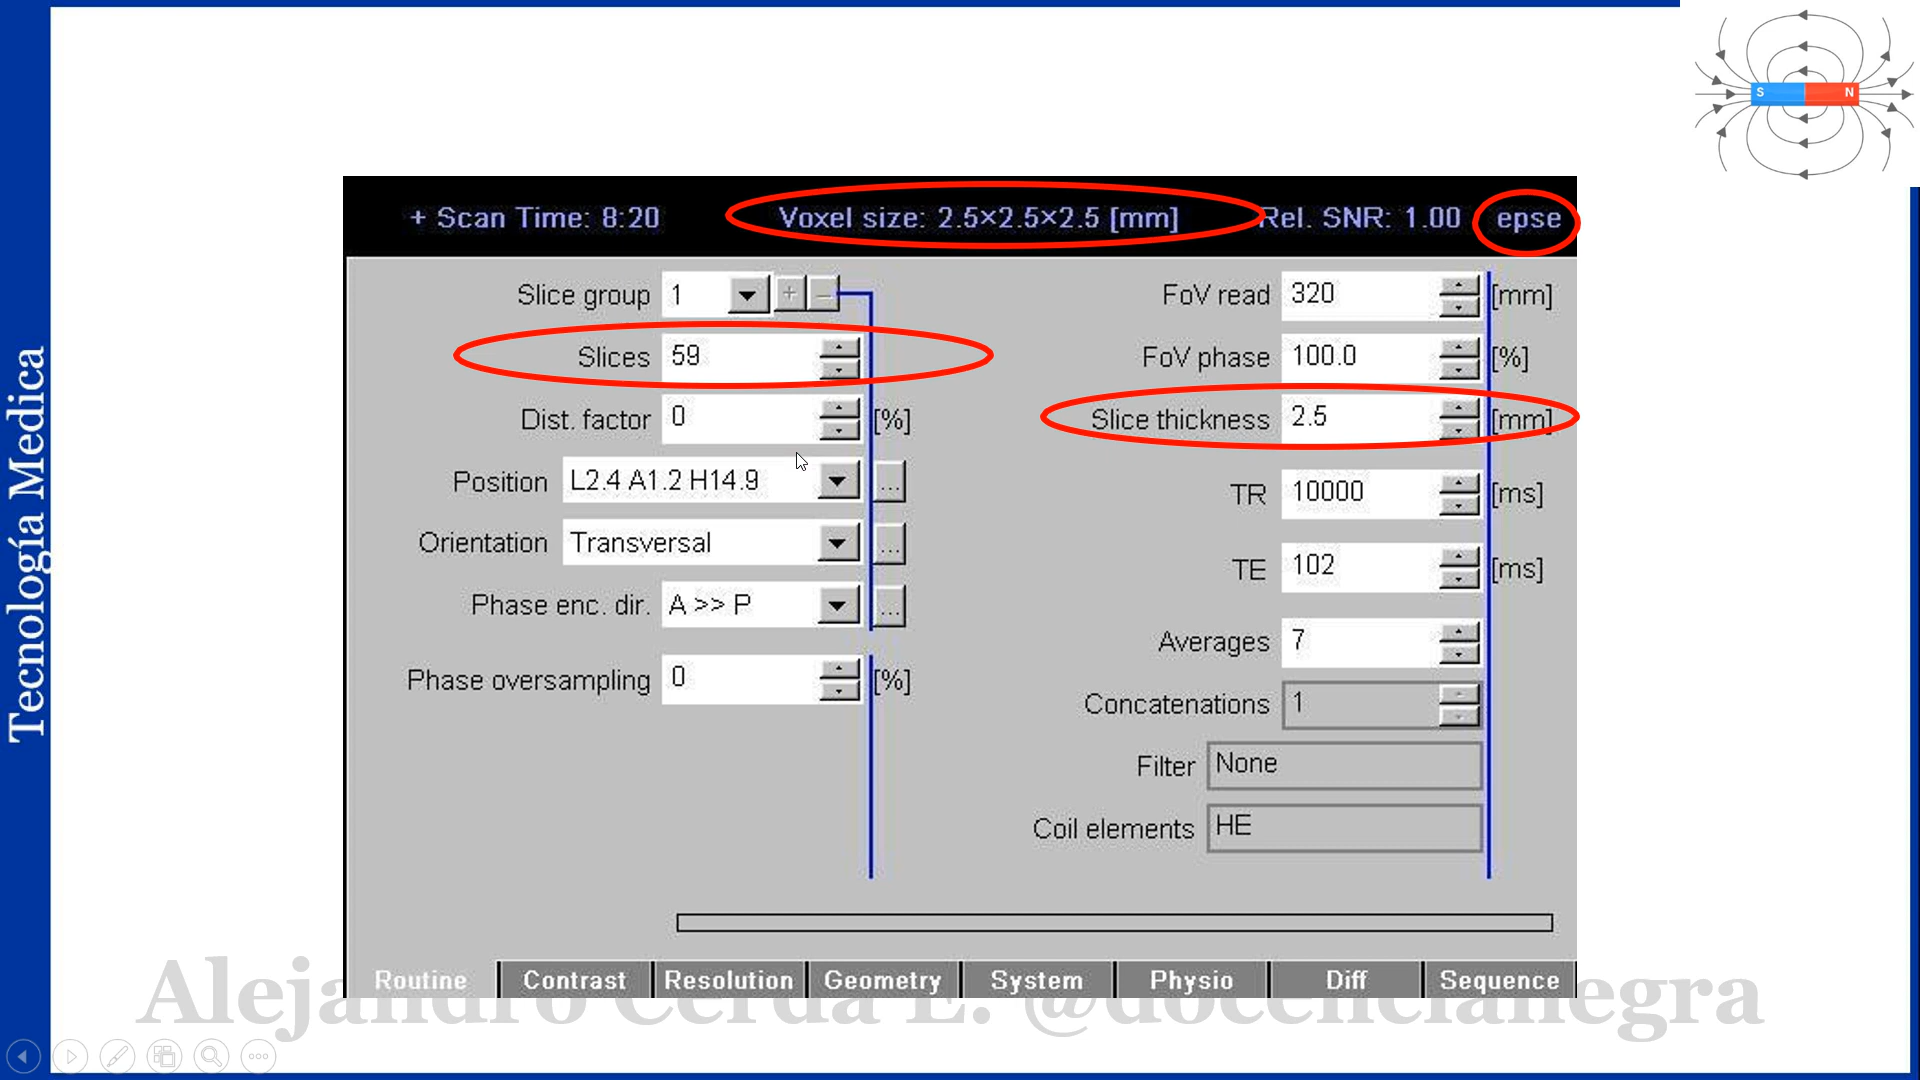 S N
Tecnología Medica
+ Scan Time: 8:20 Voxel size: 2.5×2.5×2.5 [mm] Rel. SNR: 1.00 epse
Slice group 1 + –
Slices 59
Dist. factor 0 [%]
Position L2.4 A1.2 H14.9 ...
Orientation Transversal ...
Phase enc. dir. A >> P ...
Phase oversampling 0 [%]
FoV read 320 [mm]
FoV phase 100.0 [%]
Slice thickness 2.5 [mm]
TR 10000 [ms]
TE 102 [ms]
Averages 7
Concatenations 1
Filter None
Coil elements HE
Routine Contrast Resolution Geometry System Physio Diff Sequence
Alejandro Cerda E. @docencianegra